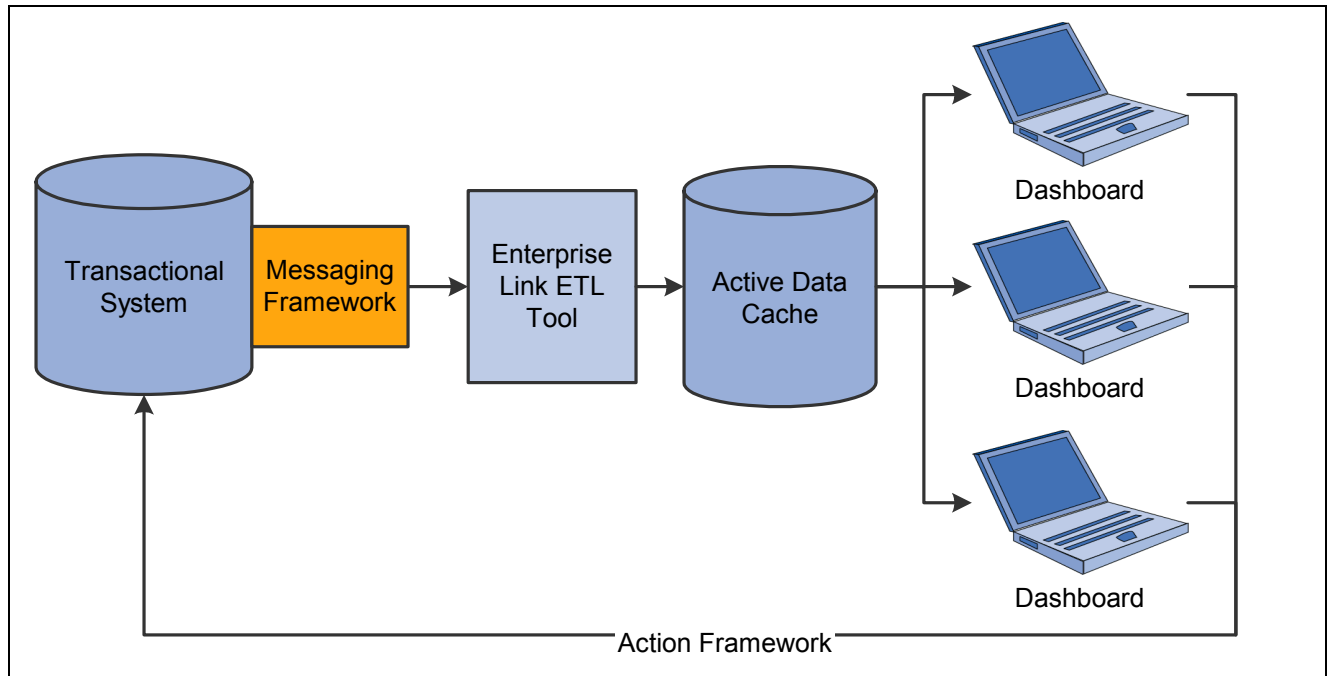 Transactional
System
Messaging
Framework
Enterprise
Link ETL
Tool
Active Data
Cache
Dashboard
Dashboard
Dashboard
Action Framework